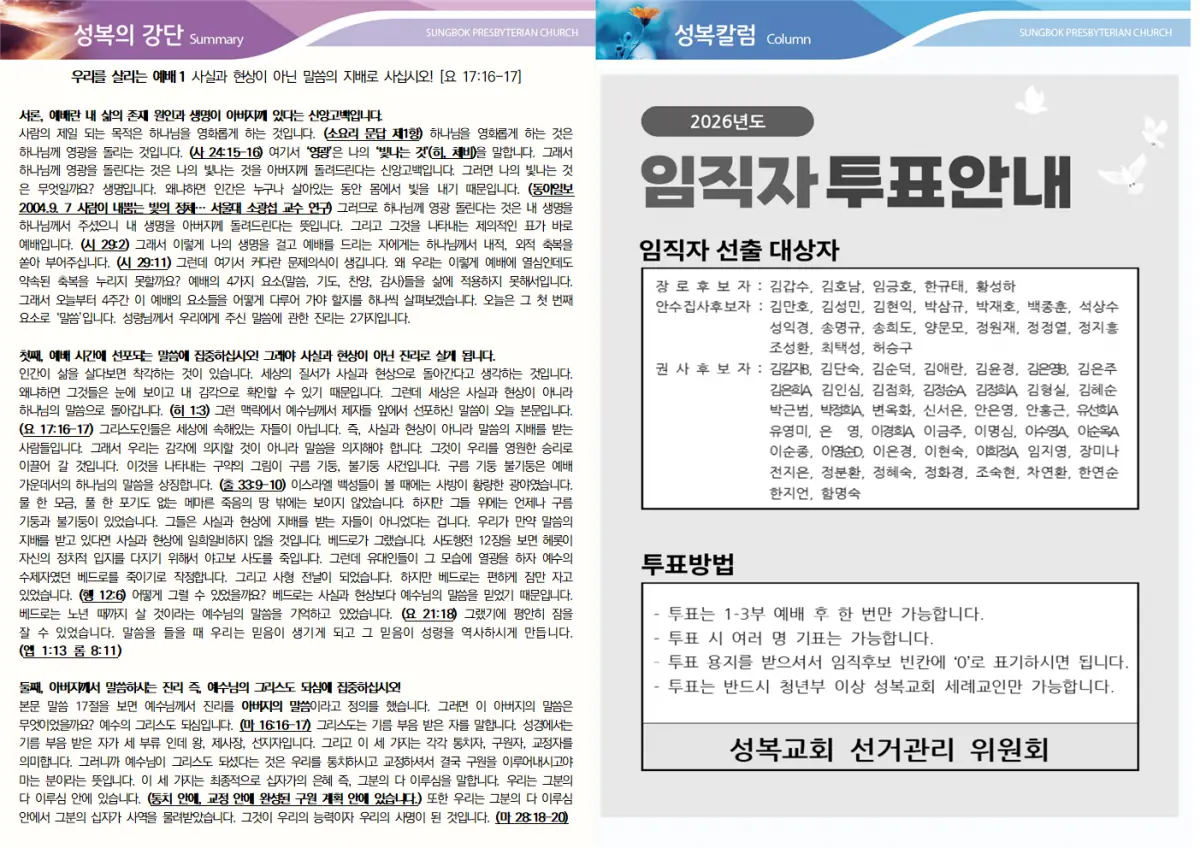 성복의 강단 Summary
SUNGBOK PRESBYTERIAN CHURCH
우리를 살리는 예배1 사실과 현상이 아닌 말씀의 지배로 사십시오! [요 17:16-17]
서론, 예배란 내 삶의 존재 원인과 생명이 아버지께 있다는 신앙고백입니다.
사람의 제일 되는 목적은 하나님을 영화롭게 하는 것입니다. (소요리 문답 제1항) 하나님을 영화롭게 하는 것은
하나님께 영광을 돌리는 것입니다. (사 24:15-16) 여기서 '영광'은 나의 '빛나는 것'(히, 체비)을 말합니다. 그래서
하나님께 영광을 돌린다는 것은 나의 빛나는 것을 아버지께 돌려드린다는 신앙고백입니다. 그러면 나의 빛나는 것
은 무엇일까요? 생명입니다. 왜냐하면 인간은 누구나 살아있는 동안 몸에서 빛을 내기 때문입니다. (동아일보
2004.9. 7 사람이 내뿜는 빛의 정체… 서울대 소광섭 교수 연구) 그러므로 하나님께 영광 돌린다는 것은 내 생명을
하나님께서 주셨으니 내 생명을 아버지께 돌려드린다는 뜻입니다. 그리고 그것을 나타내는 제의적인 표가 바로
예배입니다. (시 29:2) 그래서 이렇게 나의 생명을 걸고 예배를 드리는 자에게는 하나님께서 내적, 외적 축복을
쏟아 부어주십니다. (시 29:11) 그런데 여기서 커다란 문제의식이 생깁니다. 왜 우리는 이렇게 예배에 열심인데도
약속된 축복을 누리지 못할까요? 예배의 4가지 요소(말씀, 기도, 찬양, 감사)들을 삶에 적용하지 못해서입니다.
그래서 오늘부터 4주간 이 예배의 요소들을 어떻게 다루어 가야 할지를 하나씩 살펴보겠습니다. 오늘은 그 첫 번째
요소로 '말씀'입니다. 성령님께서 우리에게 주신 말씀에 관한 진리는 2가지입니다.
첫째, 예배 시간에 선포되는 말씀에 집중하십시오! 그래야 사실과 현상이 아닌 진리로 살게 됩니다.
인간이 삶을 살다보면 착각하는 것이 있습니다. 세상의 질서가 사실과 현상으로 돌아간다고 생각하는 것입니다.
왜냐하면 그것들은 눈에 보이고 내 감각으로 확인할 수 있기 때문입니다. 그런데 세상은 사실과 현상이 아니라
하나님의 말씀으로 돌아갑니다. (히 1:3) 그런 맥락에서 예수님께서 제자들 앞에서 선포하신 말씀이 오늘 본문입니다.
(요 17:16-17) 그리스도인들은 세상에 속해있는 자들이 아닙니다. 즉, 사실과 현상이 아니라 말씀의 지배를 받는
사람들입니다. 그래서 우리는 감각에 의지할 것이 아니라 말씀을 의지해야 합니다. 그것이 우리를 영원한 승리로
이끌어 갈 것입니다. 이것을 나타내는 구약의 그림이 구름 기둥, 불기둥 사건입니다. 구름 기둥 불기둥은 예배
가운데서의 하나님의 말씀을 상징합니다. (출 33:9-10) 이스라엘 백성들이 볼 때에는 사방이 황량한 광야였습니다.
물 한 모금, 풀 한 포기도 없는 메마른 죽음의 땅 밖에는 보이지 않았습니다. 하지만 그들 위에는 언제나 구름
기둥과 불기둥이 있었습니다. 그들은 사실과 현상에 지배를 받는 자들이 아니었다는 겁니다. 우리가 만약 말씀의
지배를 받고 있다면 사실과 현상에 일희일비하지 않을 것입니다. 베드로가 그랬습니다. 사도행전 12장을 보면 헤롯이
자신의 정치적 입지를 다지기 위해서 야고보 사도를 죽입니다. 그런데 유대인들이 그 모습에 열광을 하자 예수의
수제자였던 베드로를 죽이기로 작정합니다. 그리고 사형 전날이 되었습니다. 하지만 베드로는 편하게 잠만 자고
있었습니다. (행 12:6) 어떻게 그럴 수 있었을까요? 베드로는 사실과 현상보다 예수님의 말씀을 믿었기 때문입니다.
베드로는 노년 때까지 살 것이라는 예수님의 말씀을 기억하고 있었습니다. (요 21:18) 그랬기에 평안히 잠을
잘 수 있었습니다. 말씀을 들을 때 우리는 믿음이 생기게 되고 그 믿음이 성령을 역사하시게 만듭니다.
(엡 1:13 롬 8:11)
둘째, 아버지께서 말씀하시는 진리 즉, 예수님의 그리스도 되심에 집중하십시오!
본문 말씀 17절을 보면 예수님께서 진리를 아버지의 말씀이라고 정의를 했습니다. 그러면 이 아버지의 말씀은
무엇이었을까요? 예수의 그리스도 되심입니다. (마 16:16-17) 그리스도는 기름 부음 받은 자를 말합니다. 성경에서는
기름 부음 받은 자가 세 부류 인데 왕, 제사장, 선지자입니다. 그리고 이 세 가지는 각각 통치자, 구원자, 교정자를
의미합니다. 그러니까 예수님이 그리스도 되셨다는 것은 우리를 통치하시고 교정하셔서 결국 구원을 이루어내시고야
마는 분이라는 뜻입니다. 이 세 가지는 최종적으로 십자가의 은혜 즉, 그분의 다 이루심을 말합니다. 우리는 그분의
다 이루심 안에 있습니다. (통치 안에, 교정 안에 완성된 구원 계획 안에 있습니다.) 또한 우리는 그분의 다 이루심
안에서 그분의 십자가 사역을 물려받았습니다. 그것이 우리의 능력이자 우리의 사명이 된 것입니다. (마 28:18-20)
성복칼럼 Column
SUNGBOK PRESBYTERIAN CHURCH
2026년도
임직자 투표안내
임직자 선출 대상자
장로후보자 : 김갑수, 김호남, 임긍호, 한규태, 황성하
안수집사후보자 : 김만호, 김성민, 김현익, 박삼규, 박재호, 백종훈, 석상수
성익경, 송명규, 송희도, 양문모, 정원재, 정정열, 정지흥
조성환, 최택성, 허승구
권사후보자 : 김길자B, 김단숙, 김순덕, 김애란, 김윤경, 김은영B, 김은주
김은희A, 김인심, 김점화, 김정순A, 김정희A, 김형실, 김혜순
박근범, 박정희A, 변옥화, 신서은, 안은영, 안홍근, 유선희A
유영미, 은 영, 이경희A, 이금주, 이명심, 이수영A, 이순옥A
이순종, 이영순D, 이은경, 이현숙, 이희정A, 임지영, 장미나
전지은, 정분환, 정혜숙, 정화경, 조숙현, 차연환, 한연순
한지언, 함명숙
투표방법
- 투표는 1-3부 예배 후 한 번만 가능합니다.
- 투표 시 여러 명 기표는 가능합니다.
- 투표 용지를 받으셔서 임직후보 빈칸에 '0'로 표기하시면 됩니다.
- 투표는 반드시 청년부 이상 성복교회 세례교인만 가능합니다.
성복교회 선거관리 위원회